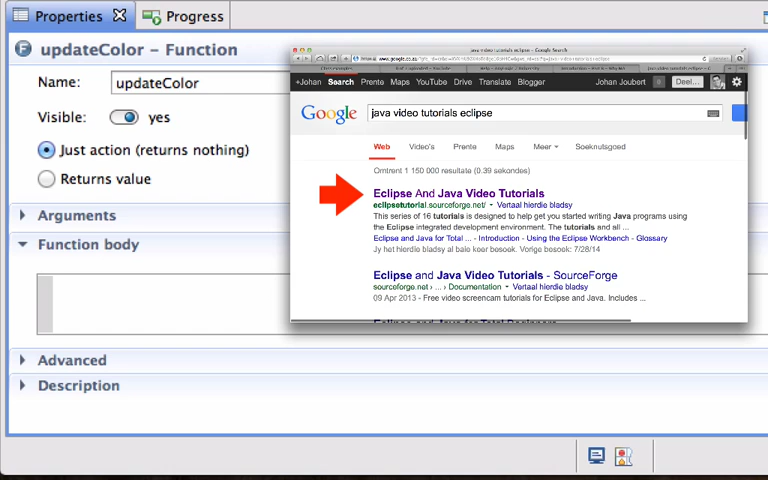 Properties
Progress
updateColor – Function
Name: updateColor
Visible: yes
Just action (returns nothing)
Returns value
Arguments
Function body
Advanced
Description
java video tutorials eclipse - Google Search
+Johan Search Prente Maps YouTube Drive Translate Blogger Johan Joubert Deel...
Google java video tutorials eclipse
Web Video's Prente Maps Meer Soeknutsgoed
Omtrent 1 150 000 resultate (0.39 sekondes)
Eclipse And Java Video Tutorials
eclipsetutorial.sourceforge.net/ Vertaal hierdie bladsy
This series of 16 tutorials is designed to help get you started writing Java programs using
the Eclipse integrated development environment. The tutorials and all ...
Eclipse and Java for Total ... - Introduction - Using the Eclipse Workbench - Glossary
Jy het hierdie bladsy al baie keer besoek. Vorige besoek: 7/28/14
Eclipse and Java Video Tutorials - SourceForge
sourceforge.net › ... › Documentation Vertaal hierdie bladsy
09 Apr 2013 - Free video screencam tutorials for Eclipse and Java. Includes ...
Eclipse and Java for Total Beginners